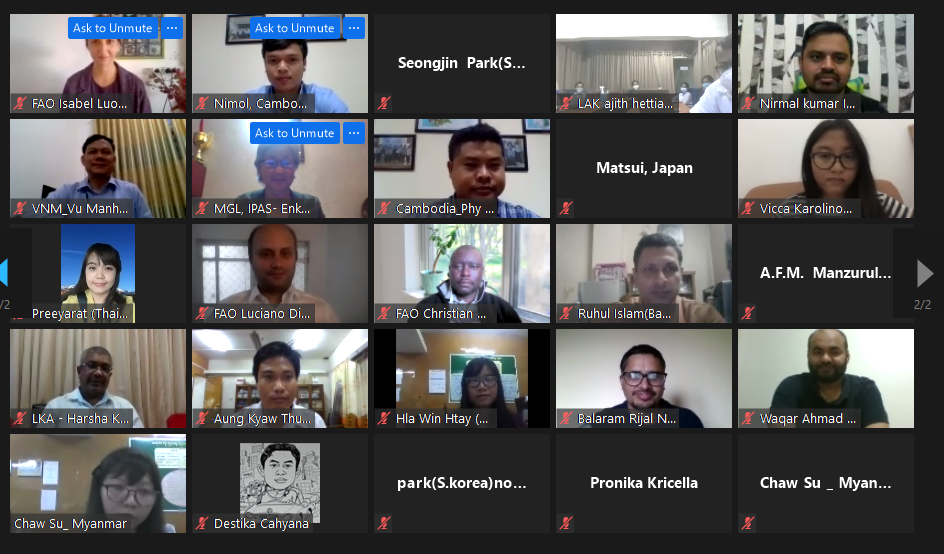 Ask to Unmute ...
FAO Isabel Luo...
Ask to Unmute ...
Nimol, Cambo...
Seongjin Park(S...
LAK ajith hettia...
Nirmal kumar I...
VNM_Vu Manh...
Ask to Unmute ...
MGL, IPAS- Enk...
Cambodia_Phy ...
Matsui, Japan
Vicca Karolino...
/2
Preeyarat (Thai...
FAO Luciano Di...
FAO Christian ...
Ruhul Islam(Ba...
A.F.M. Manzurul...
2/2
LKA - Harsha K...
Aung Kyaw Thu...
Hla Win Htay (...
Balaram Rijal N...
Waqar Ahmad ...
Chaw Su_ Myanmar
Destika Cahyana
park(S.korea)no...
Pronika Kricella
Chaw Su _ Myan...